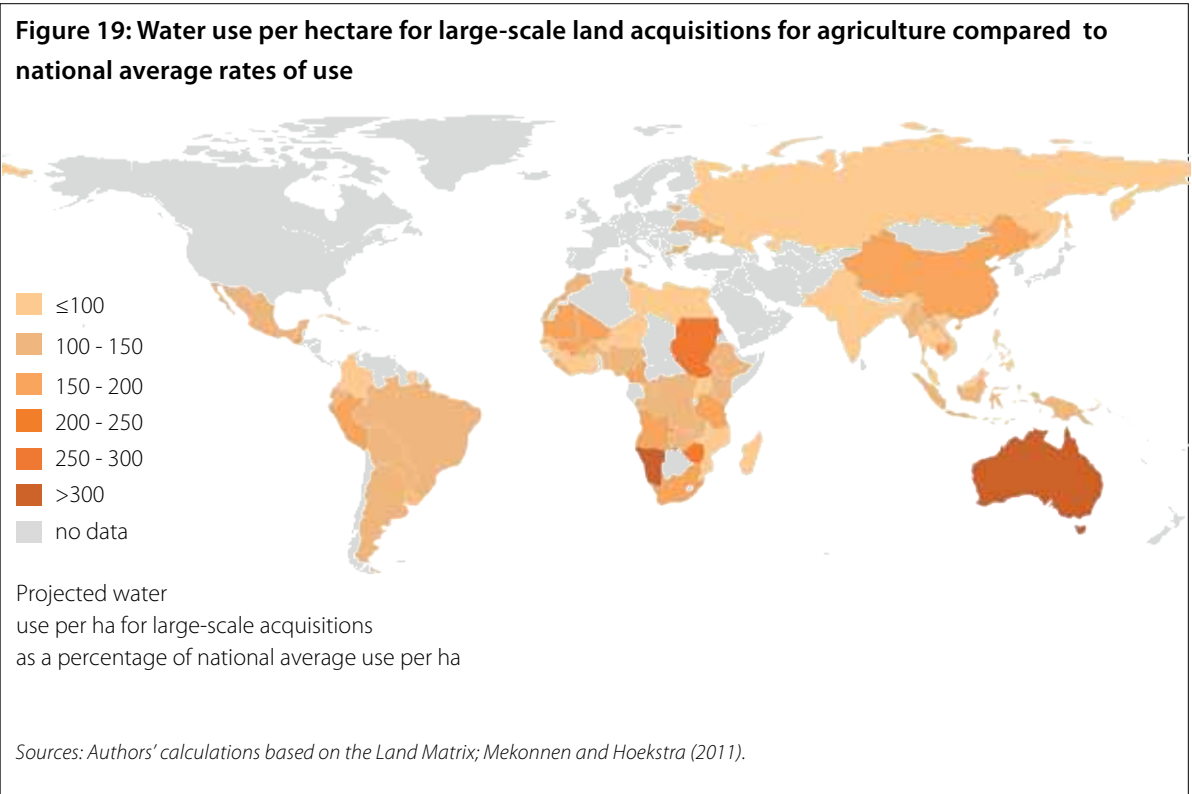 Figure 19: Water use per hectare for large-scale land acquisitions for agriculture compared to
national average rates of use
≤100
100 - 150
150 - 200
200 - 250
250 - 300
>300
no data
Projected water
use per ha for large-scale acquisitions
as a percentage of national average use per ha
Sources: Authors' calculations based on the Land Matrix; Mekonnen and Hoekstra (2011).